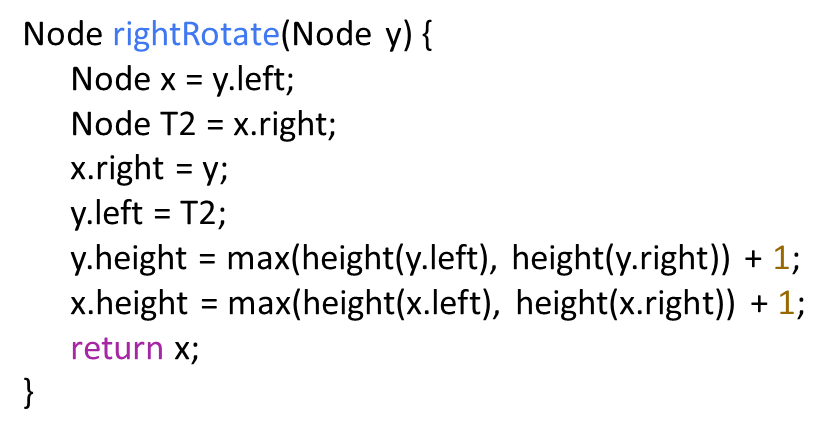 Node rightRotate(Node y) {
Node x = y.left;
Node T2 = x.right;
x.right = y;
y.left = T2;
y.height = max(height(y.left), height(y.right)) + 1;
x.height = max(height(x.left), height(x.right)) + 1;
return x;
}